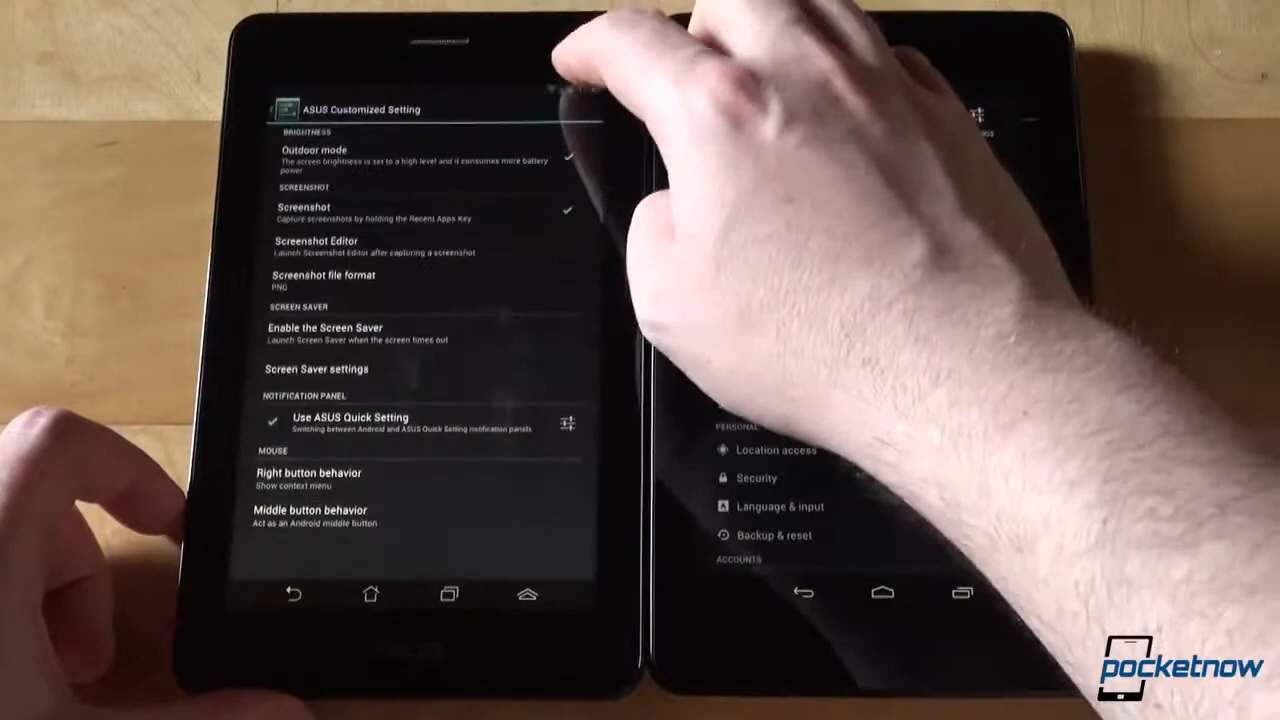 ASUS Customized Setting
BRIGHTNESS
Outdoor mode
The screen brightness is set to a high level and it consumes more battery
power
SCREENSHOT
Screenshot
Capture screenshots by holding the Recent Apps Key
Screenshot Editor
Launch Screenshot Editor after capturing a screenshot
Screenshot file format
PNG
SCREEN SAVER
Enable the Screen Saver
Launch Screen Saver when the screen times out
Screen Saver settings
NOTIFICATION PANEL
Use ASUS Quick Setting
Switching between Android and ASUS Quick Setting notification panels
MOUSE
Right button behavior
Show context menu
Middle button behavior
Act as an Android middle button
PERSONAL
Location access
Security
A Language & input
Backup & reset
ACCOUNTS
pocketnow